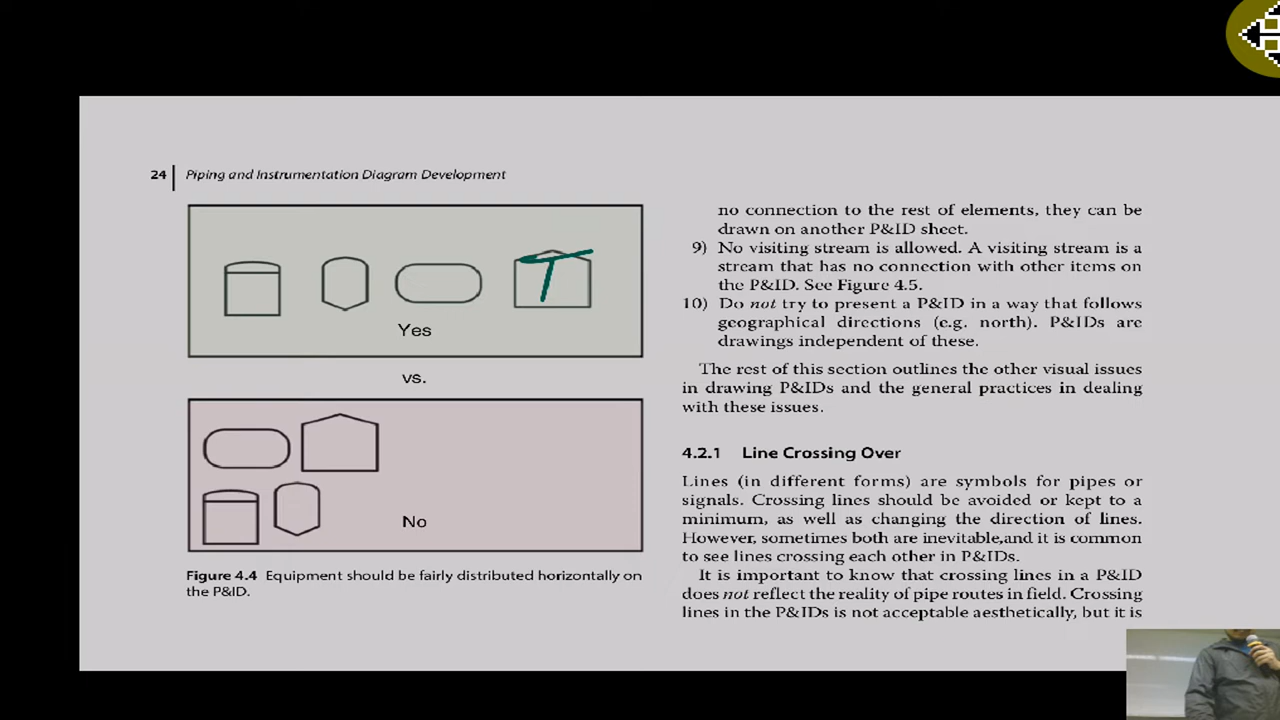 24 Piping and Instrumentation Diagram Development
T
Yes
vs.
No
Figure 4.4 Equipment should be fairly distributed horizontally on
the P&ID.
no connection to the rest of elements, they can be
drawn on another P&ID sheet.
9) No visiting stream is allowed. A visiting stream is a
stream that has no connection with other items on
the P&ID. See Figure 4.5.
10) Do not try to present a P&ID in a way that follows
geographical directions (e.g. north). P&IDs are
drawings independent of these.
The rest of this section outlines the other visual issues
in drawing P&IDs and the general practices in dealing
with these issues.
4.2.1 Line Crossing Over
Lines (in different forms) are symbols for pipes or
signals. Crossing lines should be avoided or kept to a
minimum, as well as changing the direction of lines.
However, sometimes both are inevitable,and it is common
to see lines crossing each other in P&IDs.
It is important to know that crossing lines in a P&ID
does not reflect the reality of pipe routes in field. Crossing
lines in the P&IDs is not acceptable aesthetically, but it is